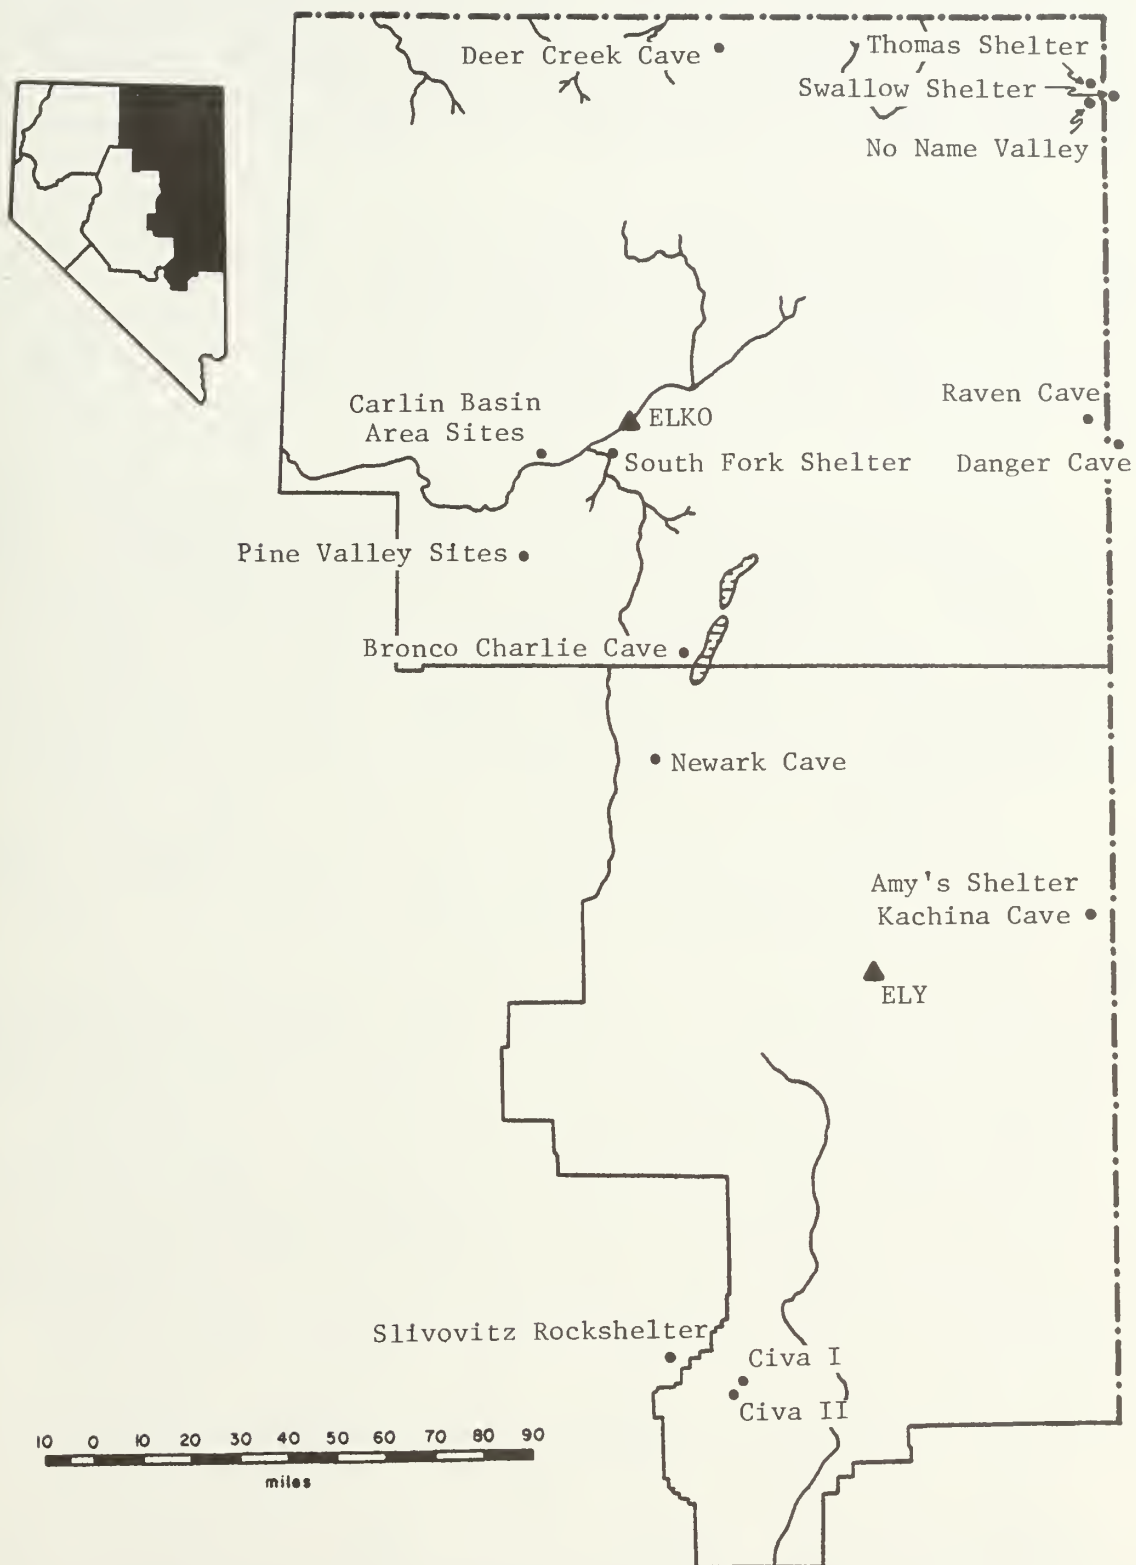 Deer Creek Cave
Thomas Shelter
Swallow Shelter
No Name Valley
Carlin Basin
Area Sites
ELKO
South Fork Shelter
Raven Cave
Danger Cave
Pine Valley Sites
Bronco Charlie Cave
Newark Cave
Amy's Shelter
Kachina Cave
ELY
Slivovitz Rockshelter
Civa I
Civa II
10 0 10 20 30 40 50 60 70 80 90
miles